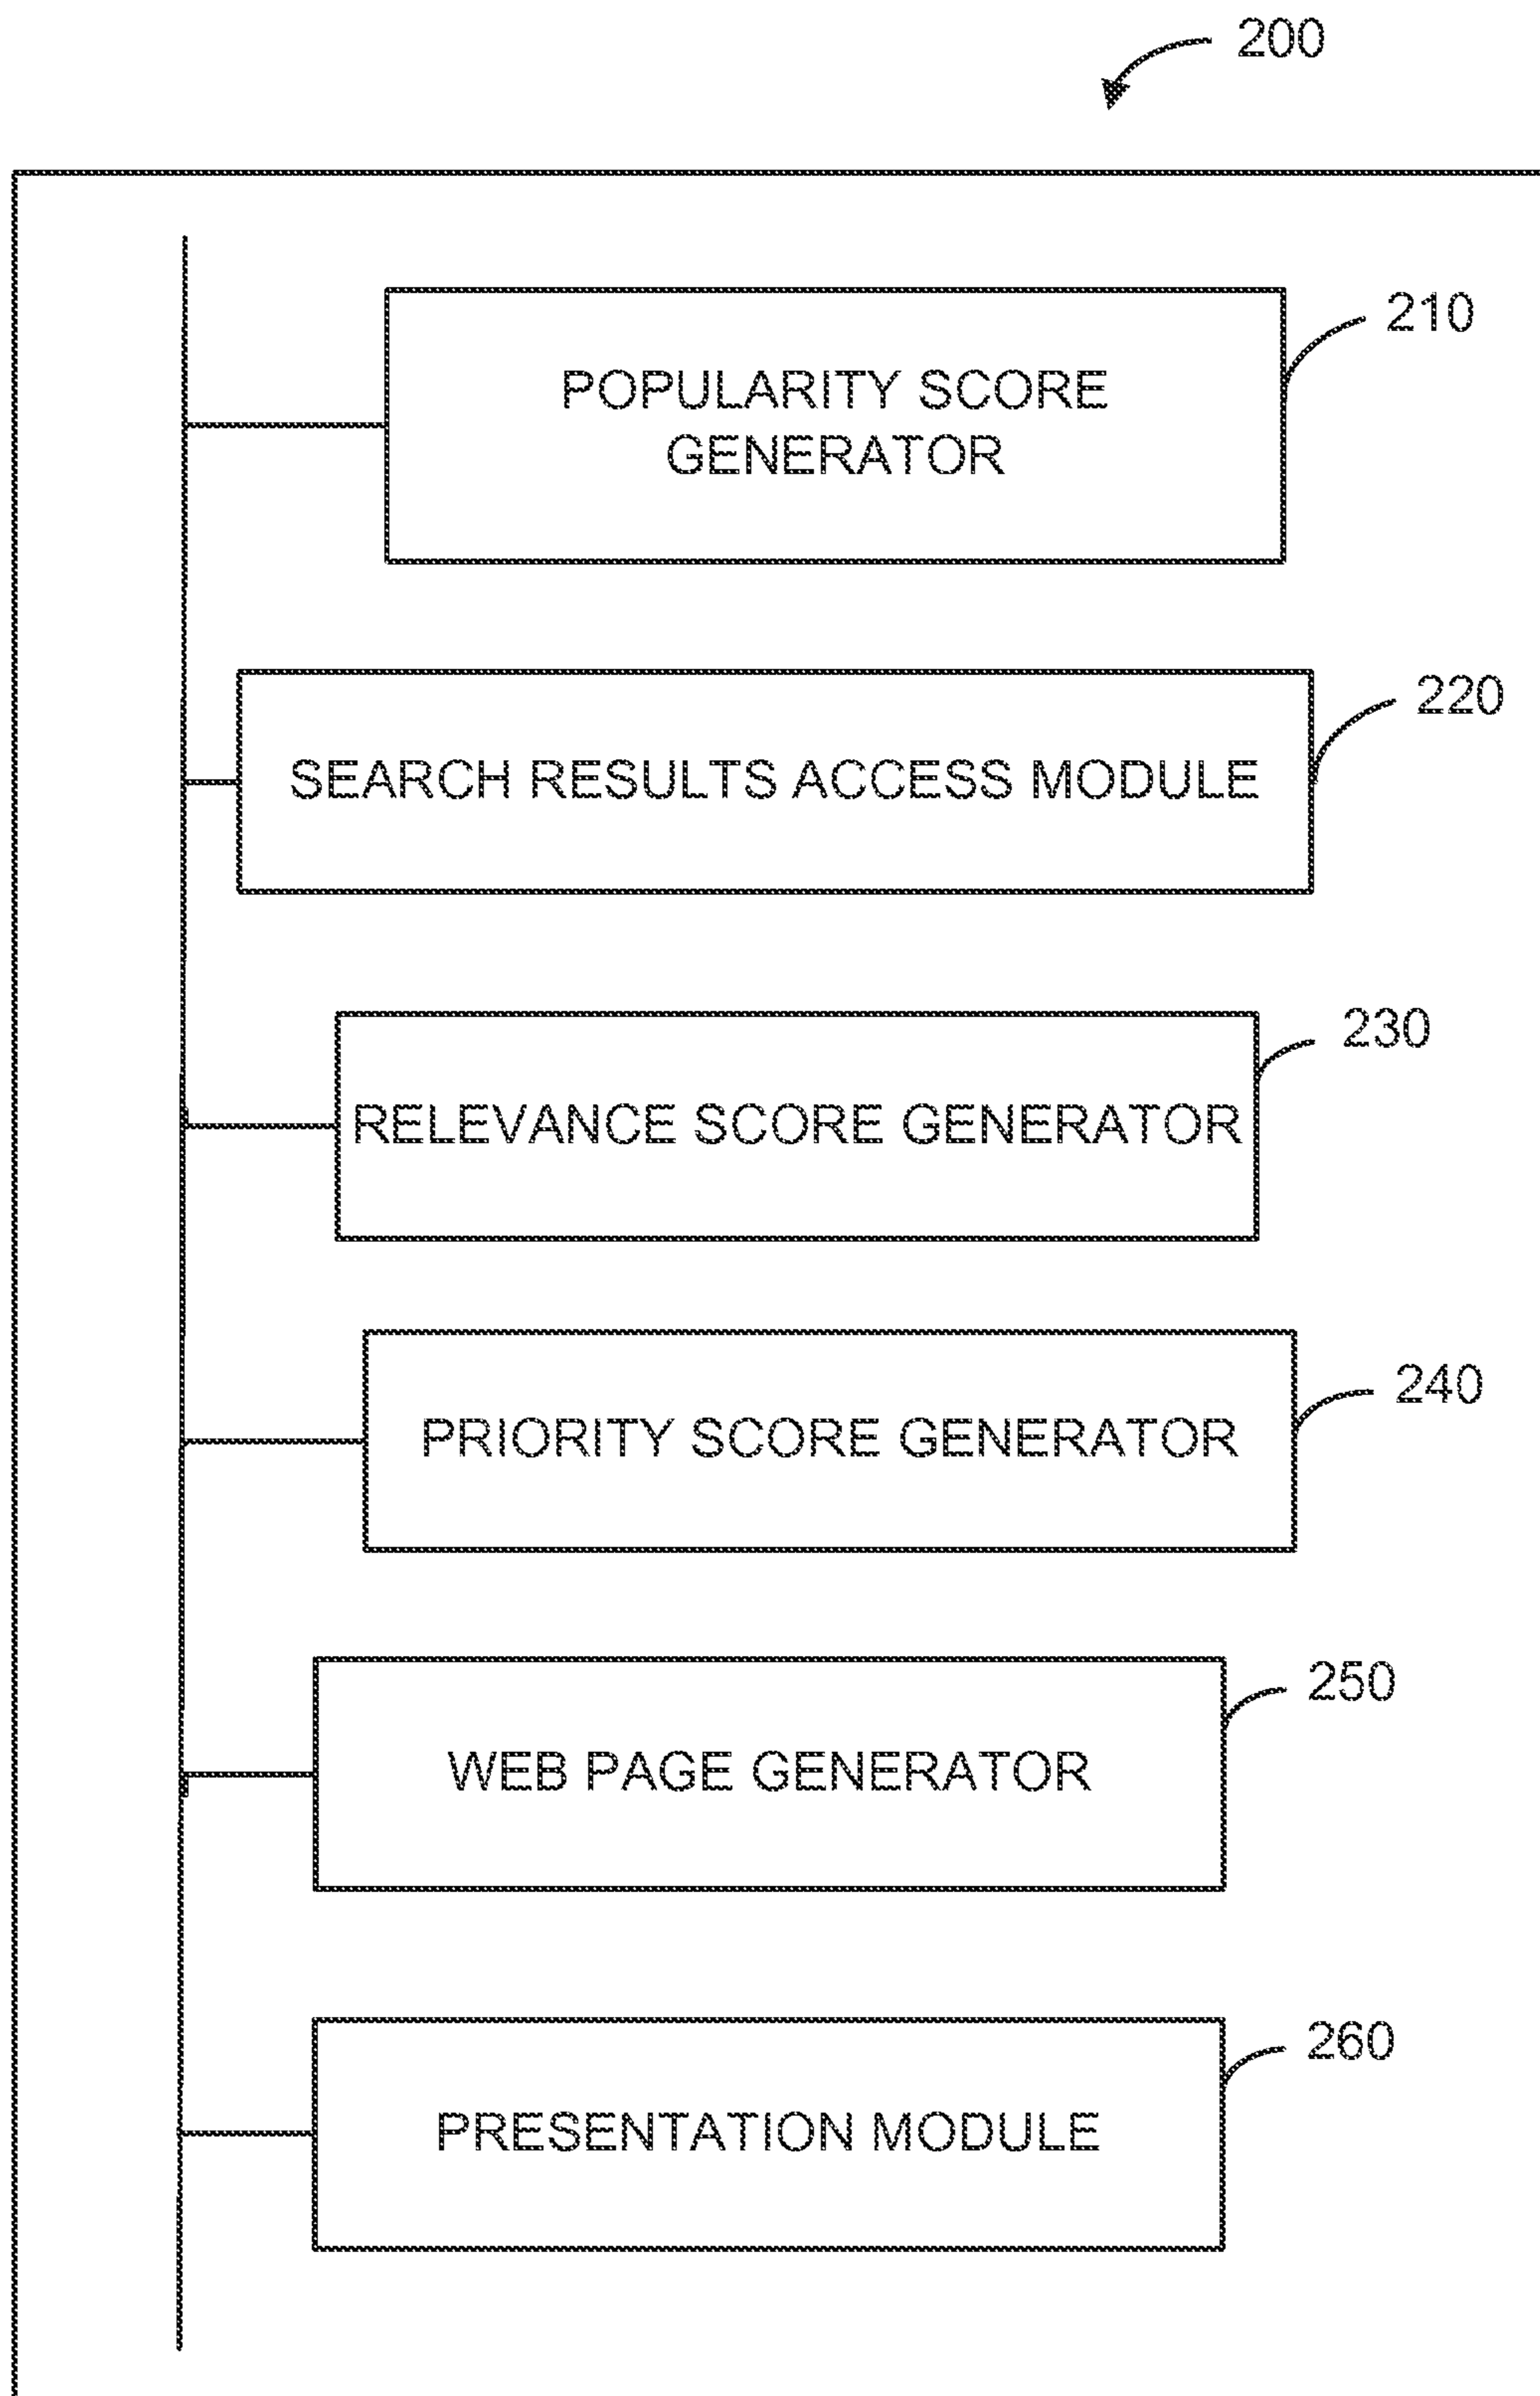 200
POPULARITY SCORE
GENERATOR
210
SEARCH RESULTS ACCESS MODULE
220
RELEVANCE SCORE GENERATOR
230
PRIORITY SCORE GENERATOR
240
WEB PAGE GENERATOR
250
PRESENTATION MODULE
260